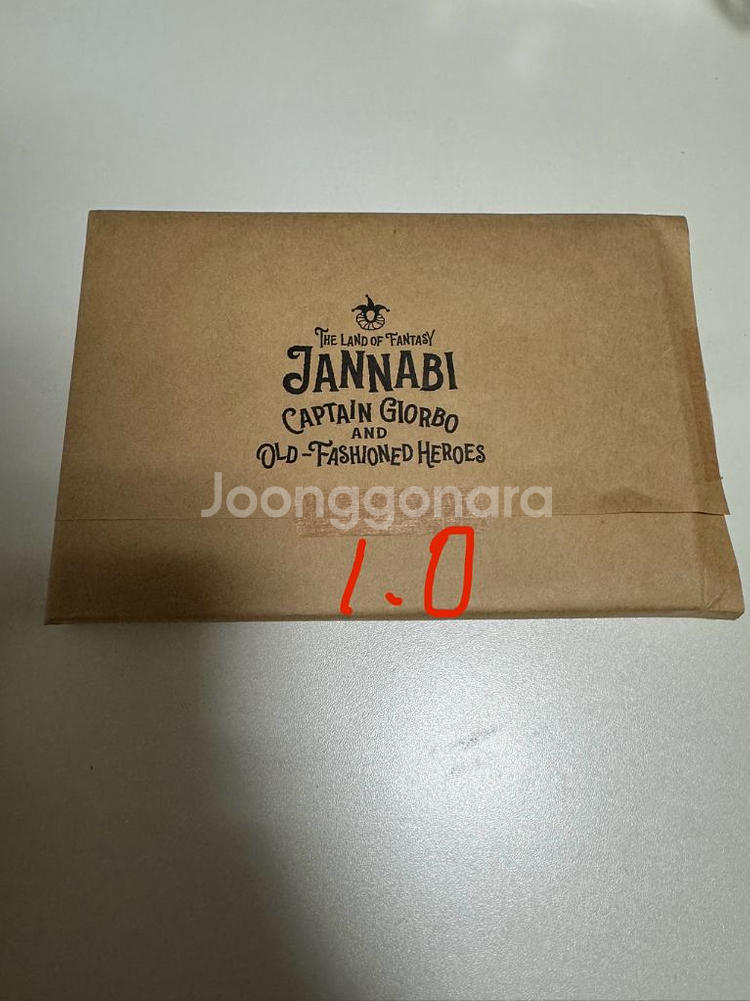 THE LAND OF FANTASY
JANNABI
CAPTAIN GIORBO
AND
OLD-FASHIONED HEROES
Joonggonara
1.0